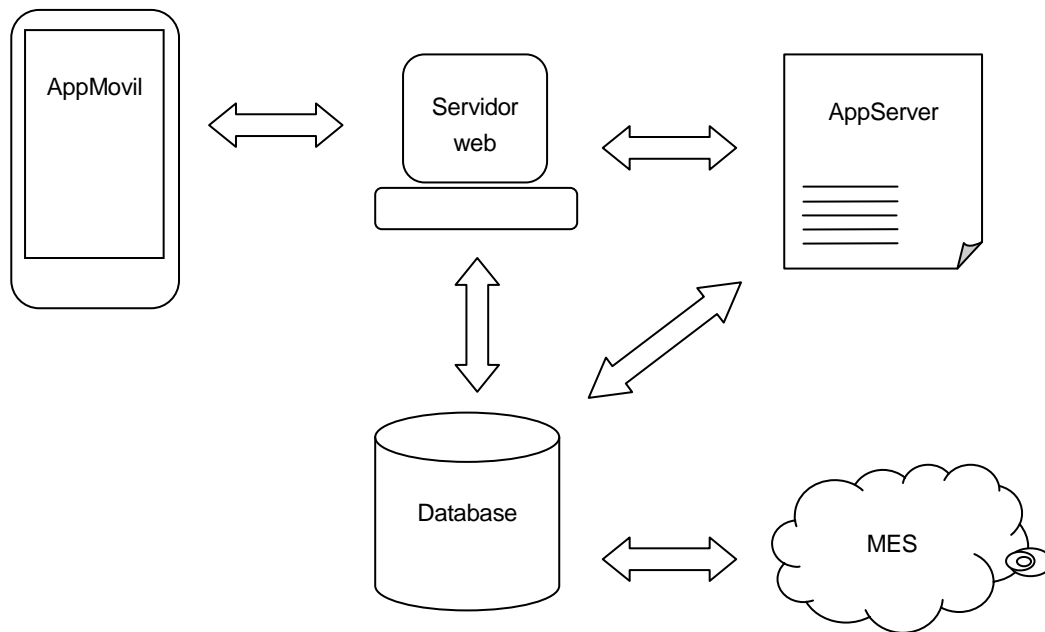 AppMovil
Servidor
web
AppServer
Database
MES